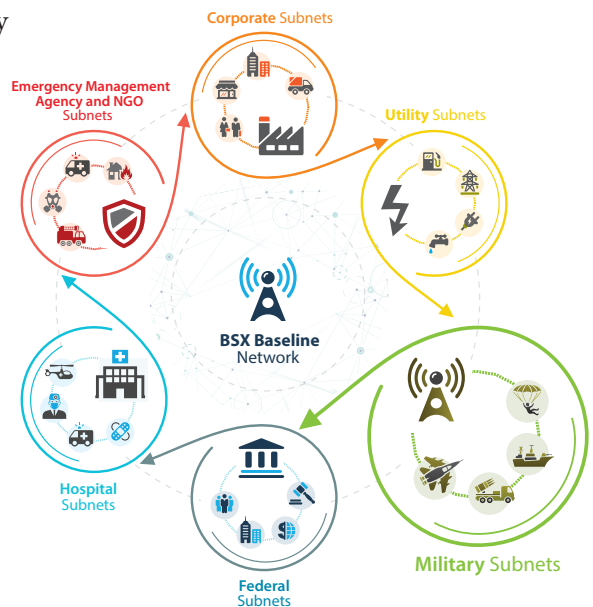 y
Corporate Subnets
Emergency Management
Agency and NGO
Subnets
Utility Subnets
BSX Baseline
Network
Hospital
Subnets
Military Subnets
Federal
Subnets